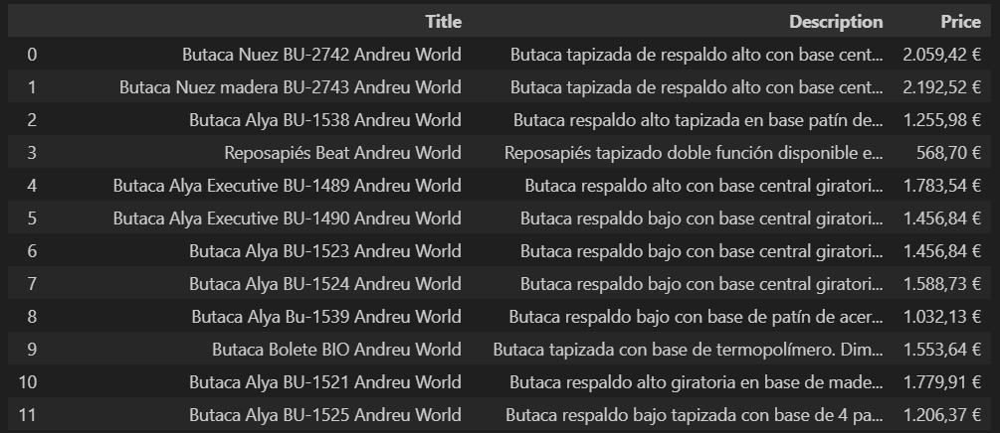 Title Description Price
0 Butaca Nuez BU-2742 Andreu World Butaca tapizada de respaldo alto con base cent... 2.059,42 €
1 Butaca Nuez madera BU-2743 Andreu World Butaca tapizada de respaldo alto con base cent... 2.192,52 €
2 Butaca Alya BU-1538 Andreu World Butaca respaldo alto tapizada en base patín de... 1.255,98 €
3 Reposapiés Beat Andreu World Reposapiés tapizado doble función disponible e... 568,70 €
4 Butaca Alya Executive BU-1489 Andreu World Butaca respaldo alto con base central giratori... 1.783,54 €
5 Butaca Alya Executive BU-1490 Andreu World Butaca respaldo bajo con base central giratori... 1.456,84 €
6 Butaca Alya BU-1523 Andreu World Butaca respaldo bajo con base central giratori... 1.456,84 €
7 Butaca Alya BU-1524 Andreu World Butaca respaldo bajo con base central giratori... 1.588,73 €
8 Butaca Alya Bu-1539 Andreu World Butaca respaldo bajo con base de patín de acer... 1.032,13 €
9 Butaca Bolete BIO Andreu World Butaca tapizada con base de termopolímero. Dim... 1.553,64 €
10 Butaca Alya BU-1521 Andreu World Butaca respaldo alto giratoria en base de made... 1.779,91 €
11 Butaca Alya BU-1525 Andreu World Butaca respaldo bajo tapizada con base de 4 pa... 1.206,37 €